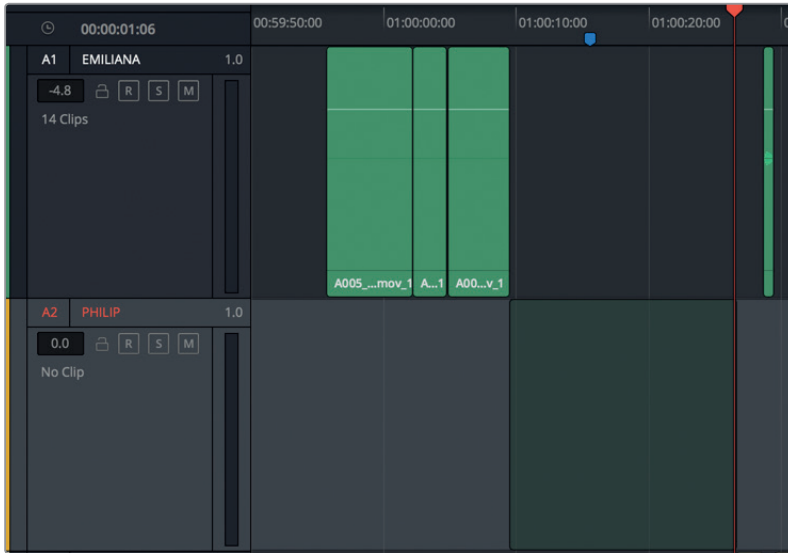 00:00:01:06
00:59:50:00 01:00:00:00 01:00:10:00 01:00:20:00
A1 EMILIANA 1.0
-4.8 R S M
14 Clips
A005_...mov_1 A...1 A00...v_1
A2 PHILIP 1.0
0.0 R S M
No Clip